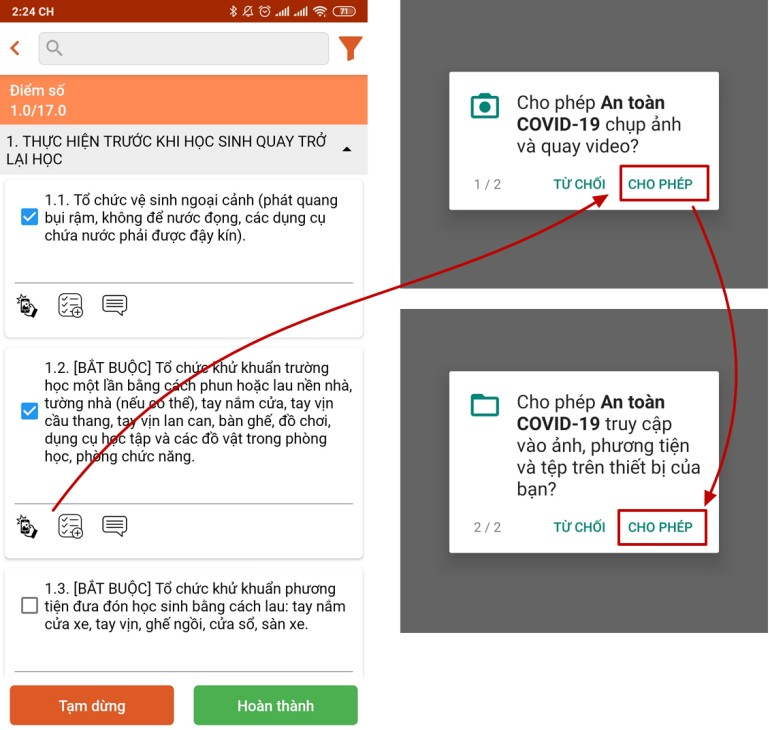 2:24 CH
71
Điểm số
1.0/17.0
1. THỰC HIỆN TRƯỚC KHI HỌC SINH QUAY TRỞ
LẠI HỌC
1.1. Tổ chức vệ sinh ngoại cảnh (phát quang
bụi rậm, không để nước đọng, các dụng cụ
chứa nước phải được đậy kín).
1.2. [BẮT BUỘC] Tổ chức khử khuẩn trường
học một lần bằng cách phun hoặc lau nền nhà,
tường nhà (nếu có thể), tay nắm cửa, tay vịn
cầu thang, tay vịn lan can, bàn ghế, đồ chơi,
dụng cụ học tập và các đồ vật trong phòng
học, phòng chức năng.
1.3. [BẮT BUỘC] Tổ chức khử khuẩn phương
tiện đưa đón học sinh bằng cách lau: tay nắm
cửa xe, tay vịn, ghế ngồi, cửa sổ, sàn xe.
Tạm dừng
Hoàn thành
Cho phép An toàn
COVID-19 chụp ảnh
và quay video?
1 / 2
TỪ CHỐI
CHO PHÉP
Cho phép An toàn
COVID-19 truy cập
vào ảnh, phương tiện
và tệp trên thiết bị của
bạn?
2 / 2
TỪ CHỐI
CHO PHÉP